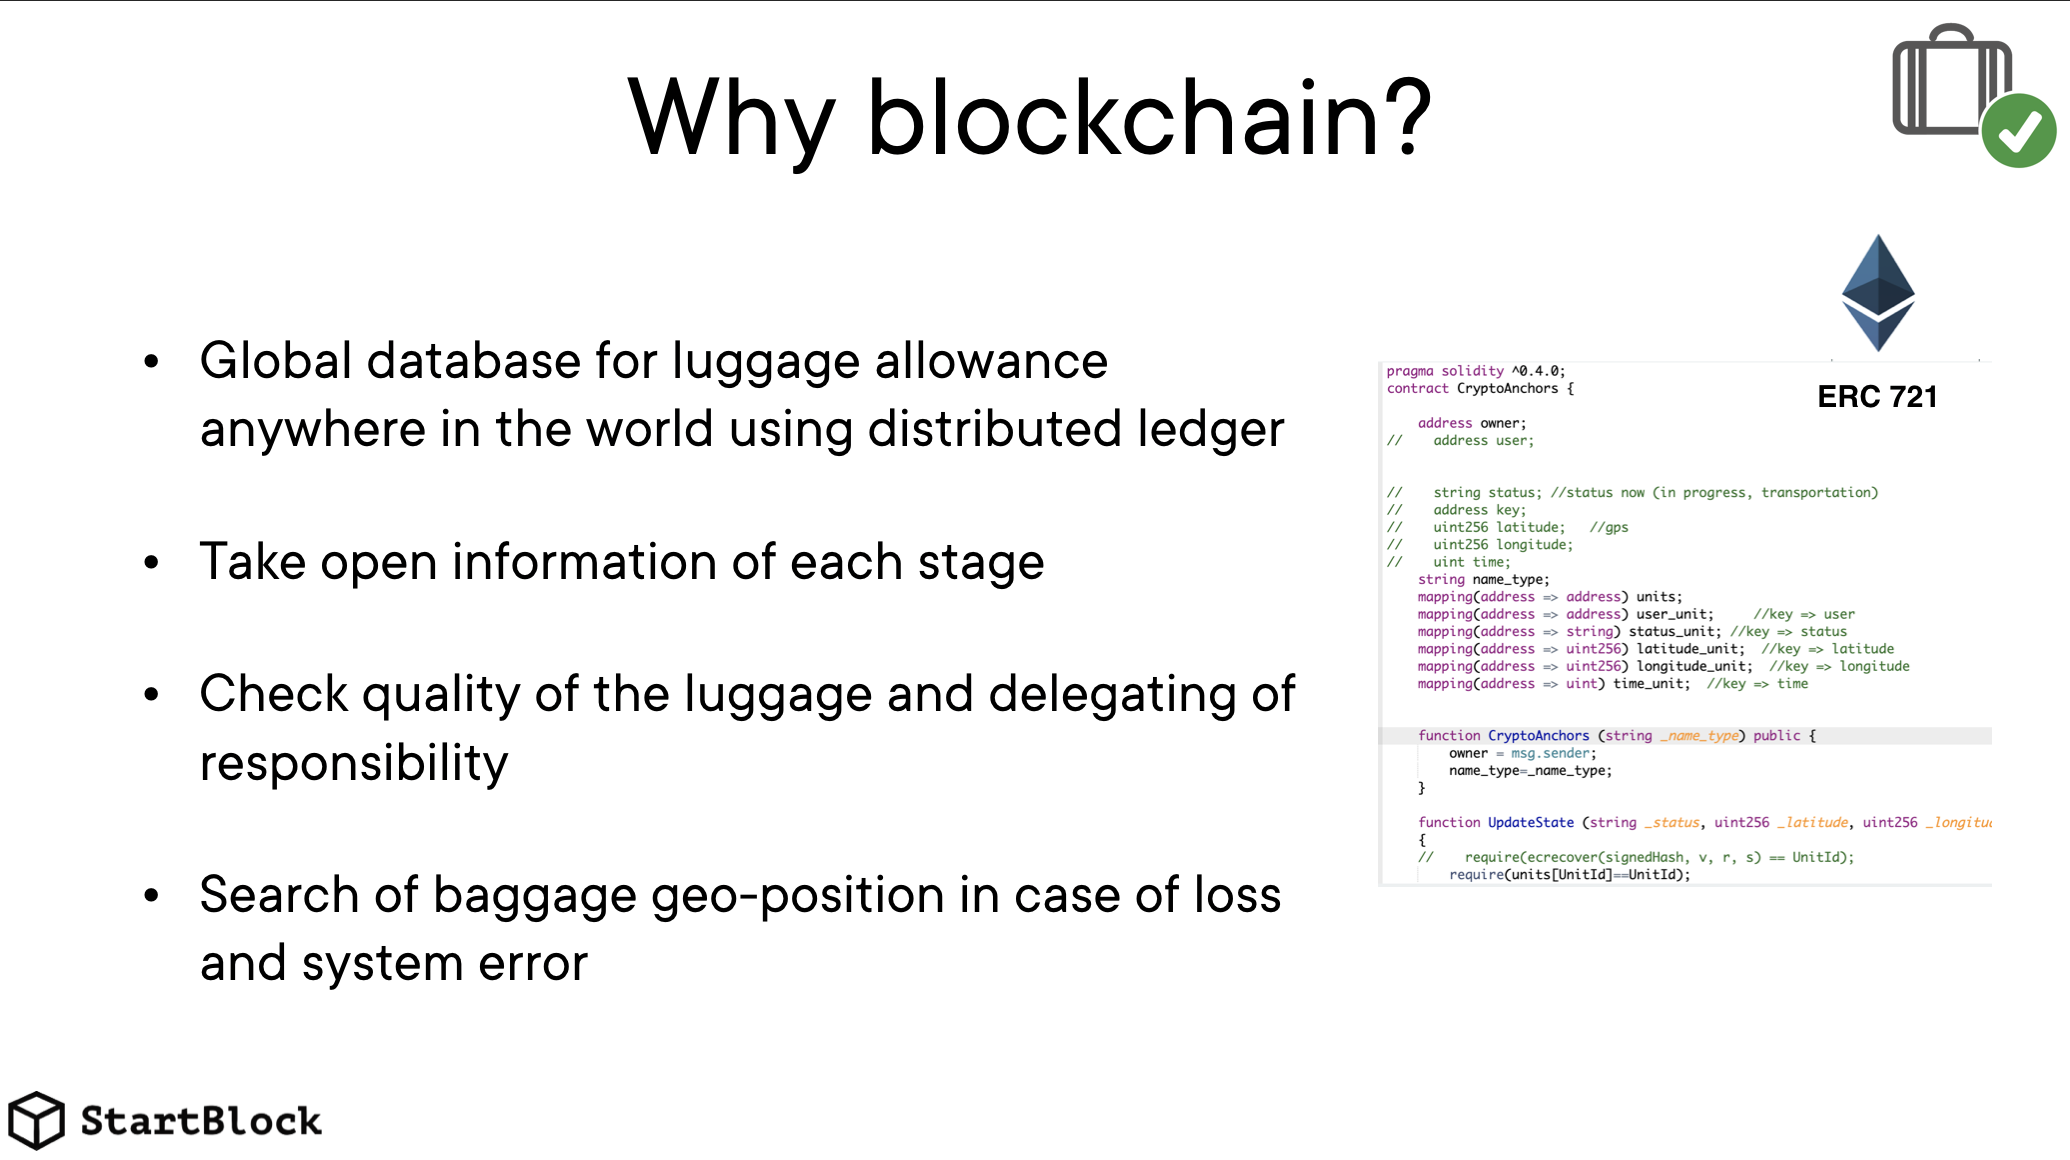 Why blockchain?
• Global database for luggage allowance
anywhere in the world using distributed ledger
• Take open information of each stage
• Check quality of the luggage and delegating of
responsibility
• Search of baggage geo-position in case of loss
and system error
ERC 721
pragma solidity ^0.4.0;
contract CryptoAnchors {
address owner;
//    address user;
//    string status; //status now (in progress, transportation)
//    address key;
//    uint256 latitude;   //gps
//    uint256 longitude;
//    uint time;
string name_type;
mapping(address => address) units;
mapping(address => address) user_unit;     //key => user
mapping(address => string) status_unit; //key => status
mapping(address => uint256) latitude_unit;  //key => latitude
mapping(address => uint256) longitude_unit;  //key => longitude
mapping(address => uint) time_unit;  //key => time
function CryptoAnchors (string _name_type) public {
owner = msg.sender;
name_type=_name_type;
}
function UpdateState (string _status, uint256 _latitude, uint256 _longitu
{
//    require(ecrecover(signedHash, v, r, s) == UnitId);
require(units[UnitId]==UnitId);
StartBlock